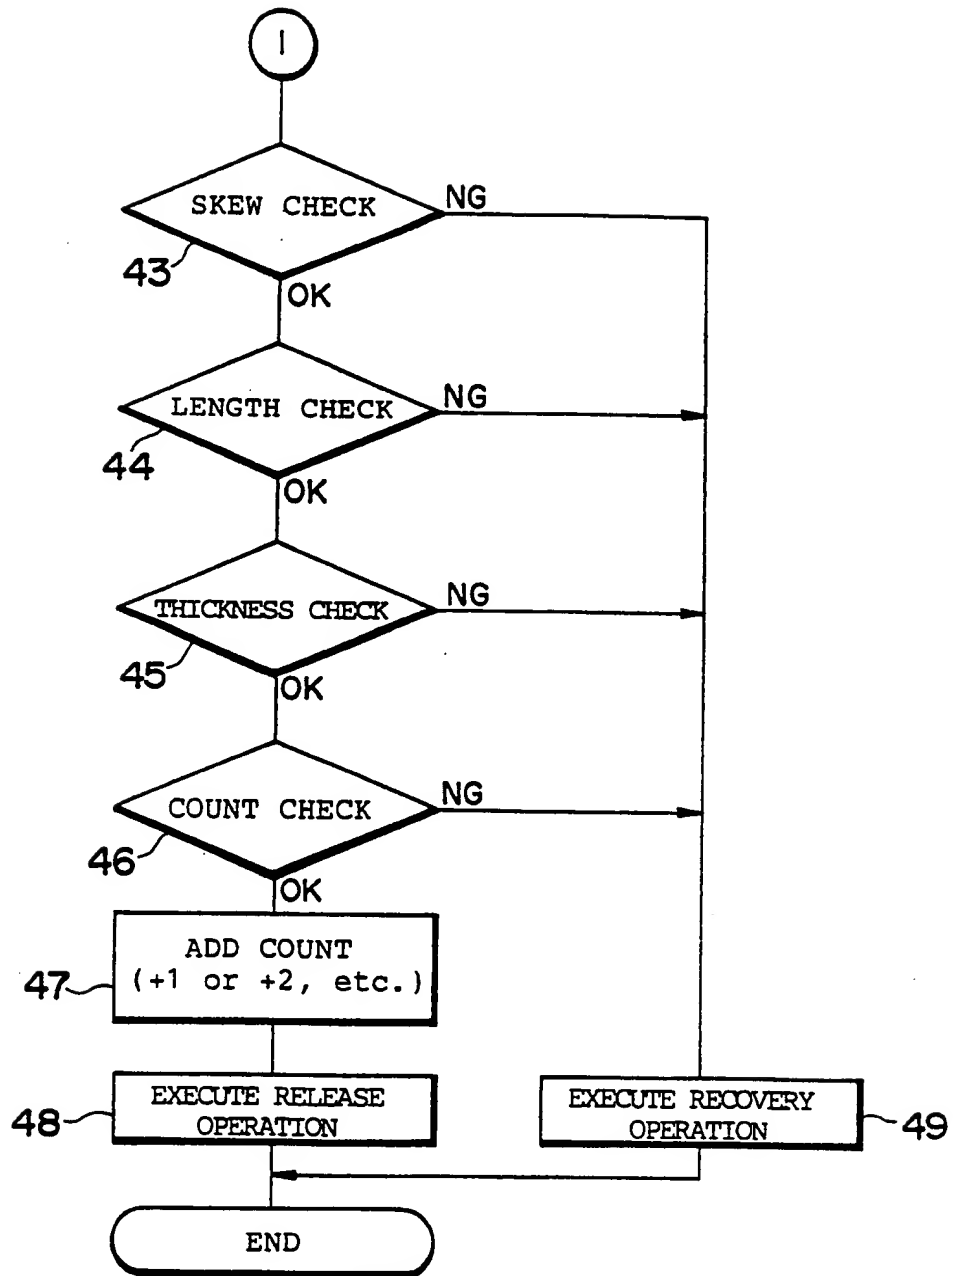 1
SKEW CHECK
NG
43
OK
LENGTH CHECK
NG
44
OK
THICKNESS CHECK
NG
45
OK
COUNT CHECK
NG
46
OK
ADD COUNT
(+1 or +2, etc.)
47
EXECUTE RELEASE
OPERATION
48
EXECUTE RECOVERY
OPERATION
49
END